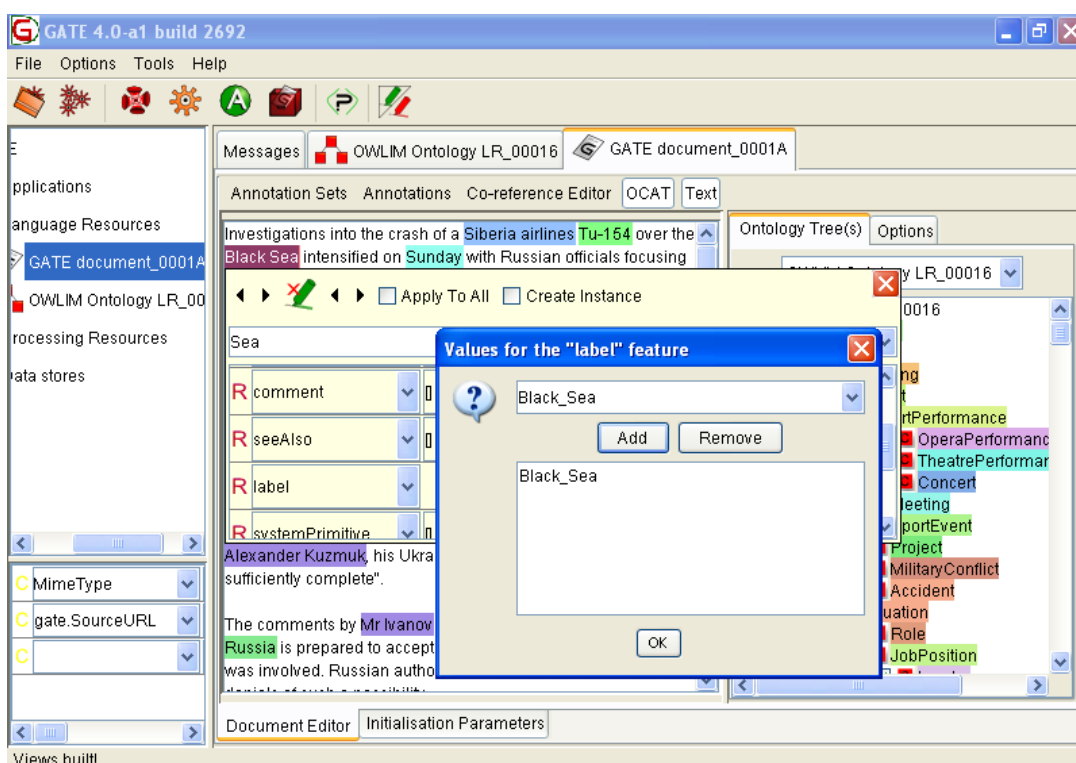 GATE 4.0-a1 build 2692
File Options Tools Help
Messages OWLIM Ontology LR_00016 GATE document_0001A
pplications
anguage Resources
GATE document_0001A
OWLIM Ontology LR_00
rocessing Resources
ata stores
MimeType
gate.SourceURL
Annotation Sets Annotations Co-reference Editor OCAT Text
Investigations into the crash of a Siberia airlines Tu-154 over the
Black Sea intensified on Sunday with Russian officials focusing
Apply To All Create Instance
Sea
R comment []
R seeAlso []
R label
R systemPrimitive
Values for the "label" feature
Black_Sea
Add Remove
Black_Sea
OK
Alexander Kuzmuk, his Ukra
sufficiently complete".
The comments by Mr Ivanov
Russia is prepared to accept
was involved. Russian autho
Ontology Tree(s) Options
y LR_00016
0016
ng
t
rtPerformance
OperaPerformanc
TheatrePerformar
Concert
leeting
portEvent
Project
MilitaryConflict
Accident
uation
Role
JobPosition
Document Editor Initialisation Parameters
Views built!